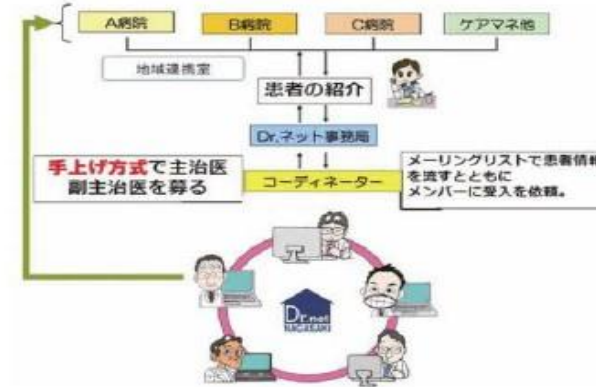 A病院
B病院
C病院
ケアマネ他
地域連携室
患者の紹介
Dr.ネット事務局
手上げ方式で主治医
副主治医を募る
コーディネーター
メーリングリストで患者情報
を流すとともに
メンバーに受入を依頼。
Dr.net
NAGASAKI